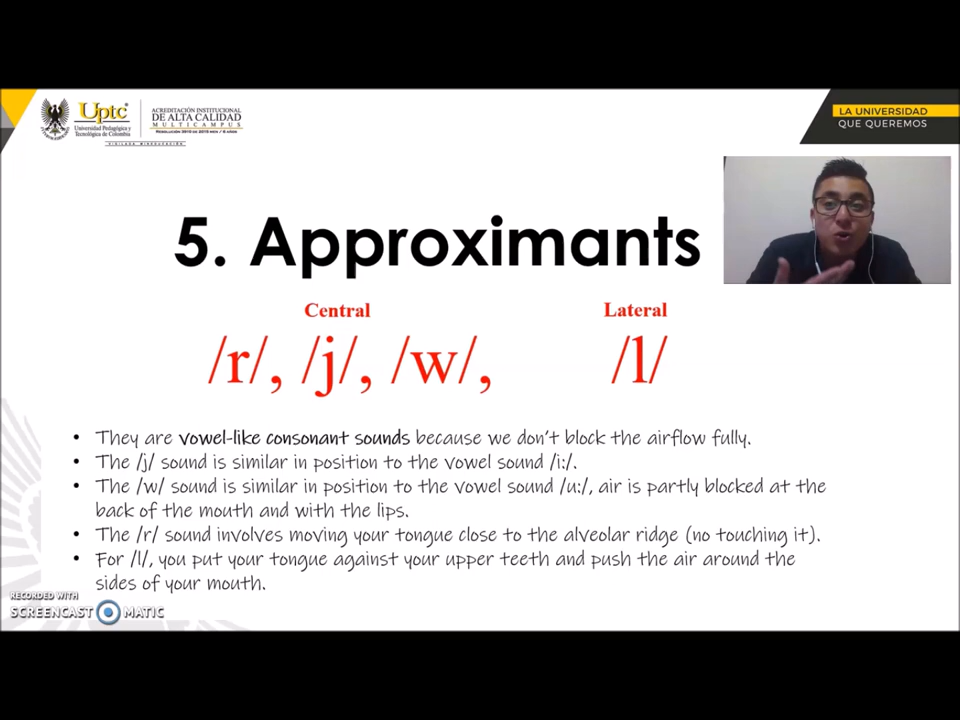 Uptc
Universidad Pedagógica y
Tecnológica de Colombia
VIGILADA MINEDUCACIÓN
ACREDITACIÓN INSTITUCIONAL
DE ALTA CALIDAD
MULTICAMPUS
LA UNIVERSIDAD
QUE QUEREMOS
5. Approximants
Central
Lateral
/r/, /j/, /w/,
/l/
• They are vowel-like consonant sounds because we don't block the airflow fully.
• The /j/ sound is similar in position to the vowel sound /i:/.
• The /w/ sound is similar in position to the vowel sound /u:/, air is partly blocked at the
back of the mouth and with the lips.
• The /r/ sound involves moving your tongue close to the alveolar ridge (no touching it).
• For /l/, you put your tongue against your upper teeth and push the air around the
sides of your mouth.
RECORDED WITH
SCREENCAST MATIC